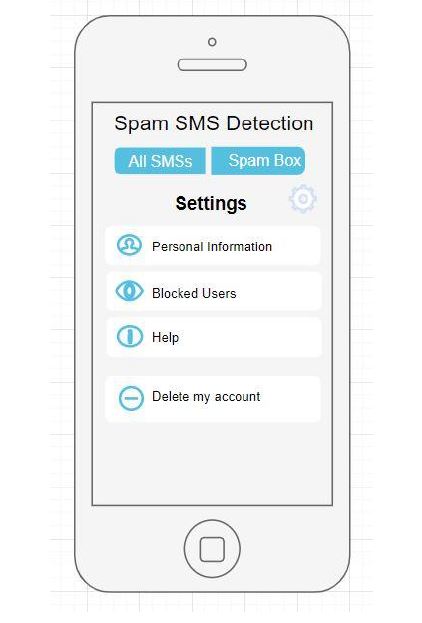 Spam SMS Detection
All SMSs
Spam Box
Settings
Personal Information
Blocked Users
Help
Delete my account